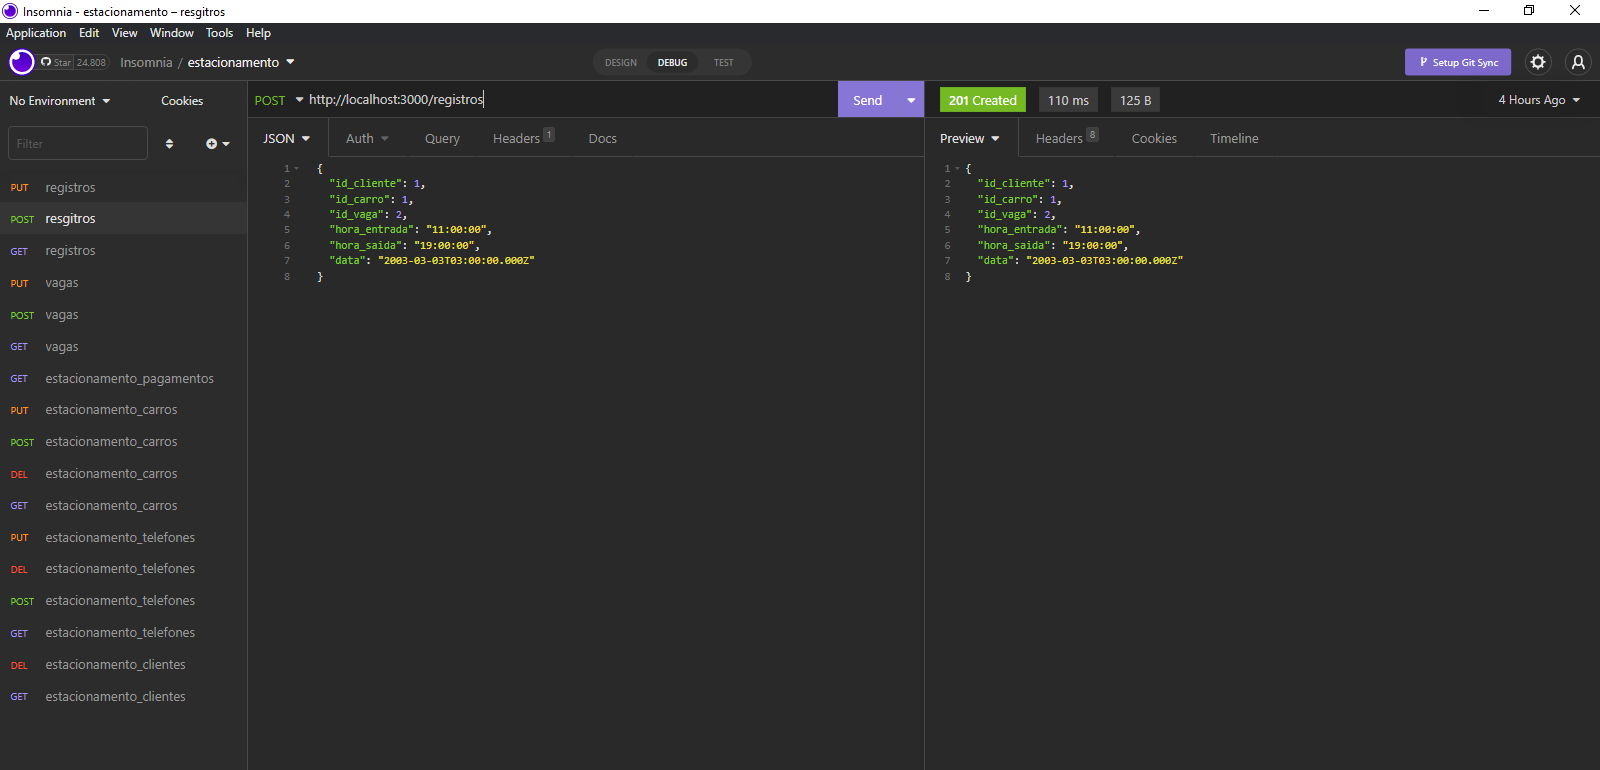 Insomnia - estacionamento – resgitros
Application Edit View Window Tools Help
Star 24.808 Insomnia / estacionamento DESIGN DEBUG TEST Setup Git Sync
No Environment Cookies
Filter
PUT registros
POST resgitros
GET registros
PUT vagas
POST vagas
GET vagas
GET estacionamento_pagamentos
PUT estacionamento_carros
POST estacionamento_carros
DEL estacionamento_carros
GET estacionamento_carros
PUT estacionamento_telefones
DEL estacionamento_telefones
POST estacionamento_telefones
GET estacionamento_telefones
DEL estacionamento_clientes
GET estacionamento_clientes
POST http://localhost:3000/registros Send
JSON Auth Query Headers 1 Docs
1 {
2 "id_cliente": 1,
3 "id_carro": 1,
4 "id_vaga": 2,
5 "hora_entrada": "11:00:00",
6 "hora_saida": "19:00:00",
7 "data": "2003-03-03T03:00:00.000Z"
8 }
201 Created 110 ms 125 B 4 Hours Ago
Preview Headers 8 Cookies Timeline
1 {
2 "id_cliente": 1,
3 "id_carro": 1,
4 "id_vaga": 2,
5 "hora_entrada": "11:00:00",
6 "hora_saida": "19:00:00",
7 "data": "2003-03-03T03:00:00.000Z"
8 }